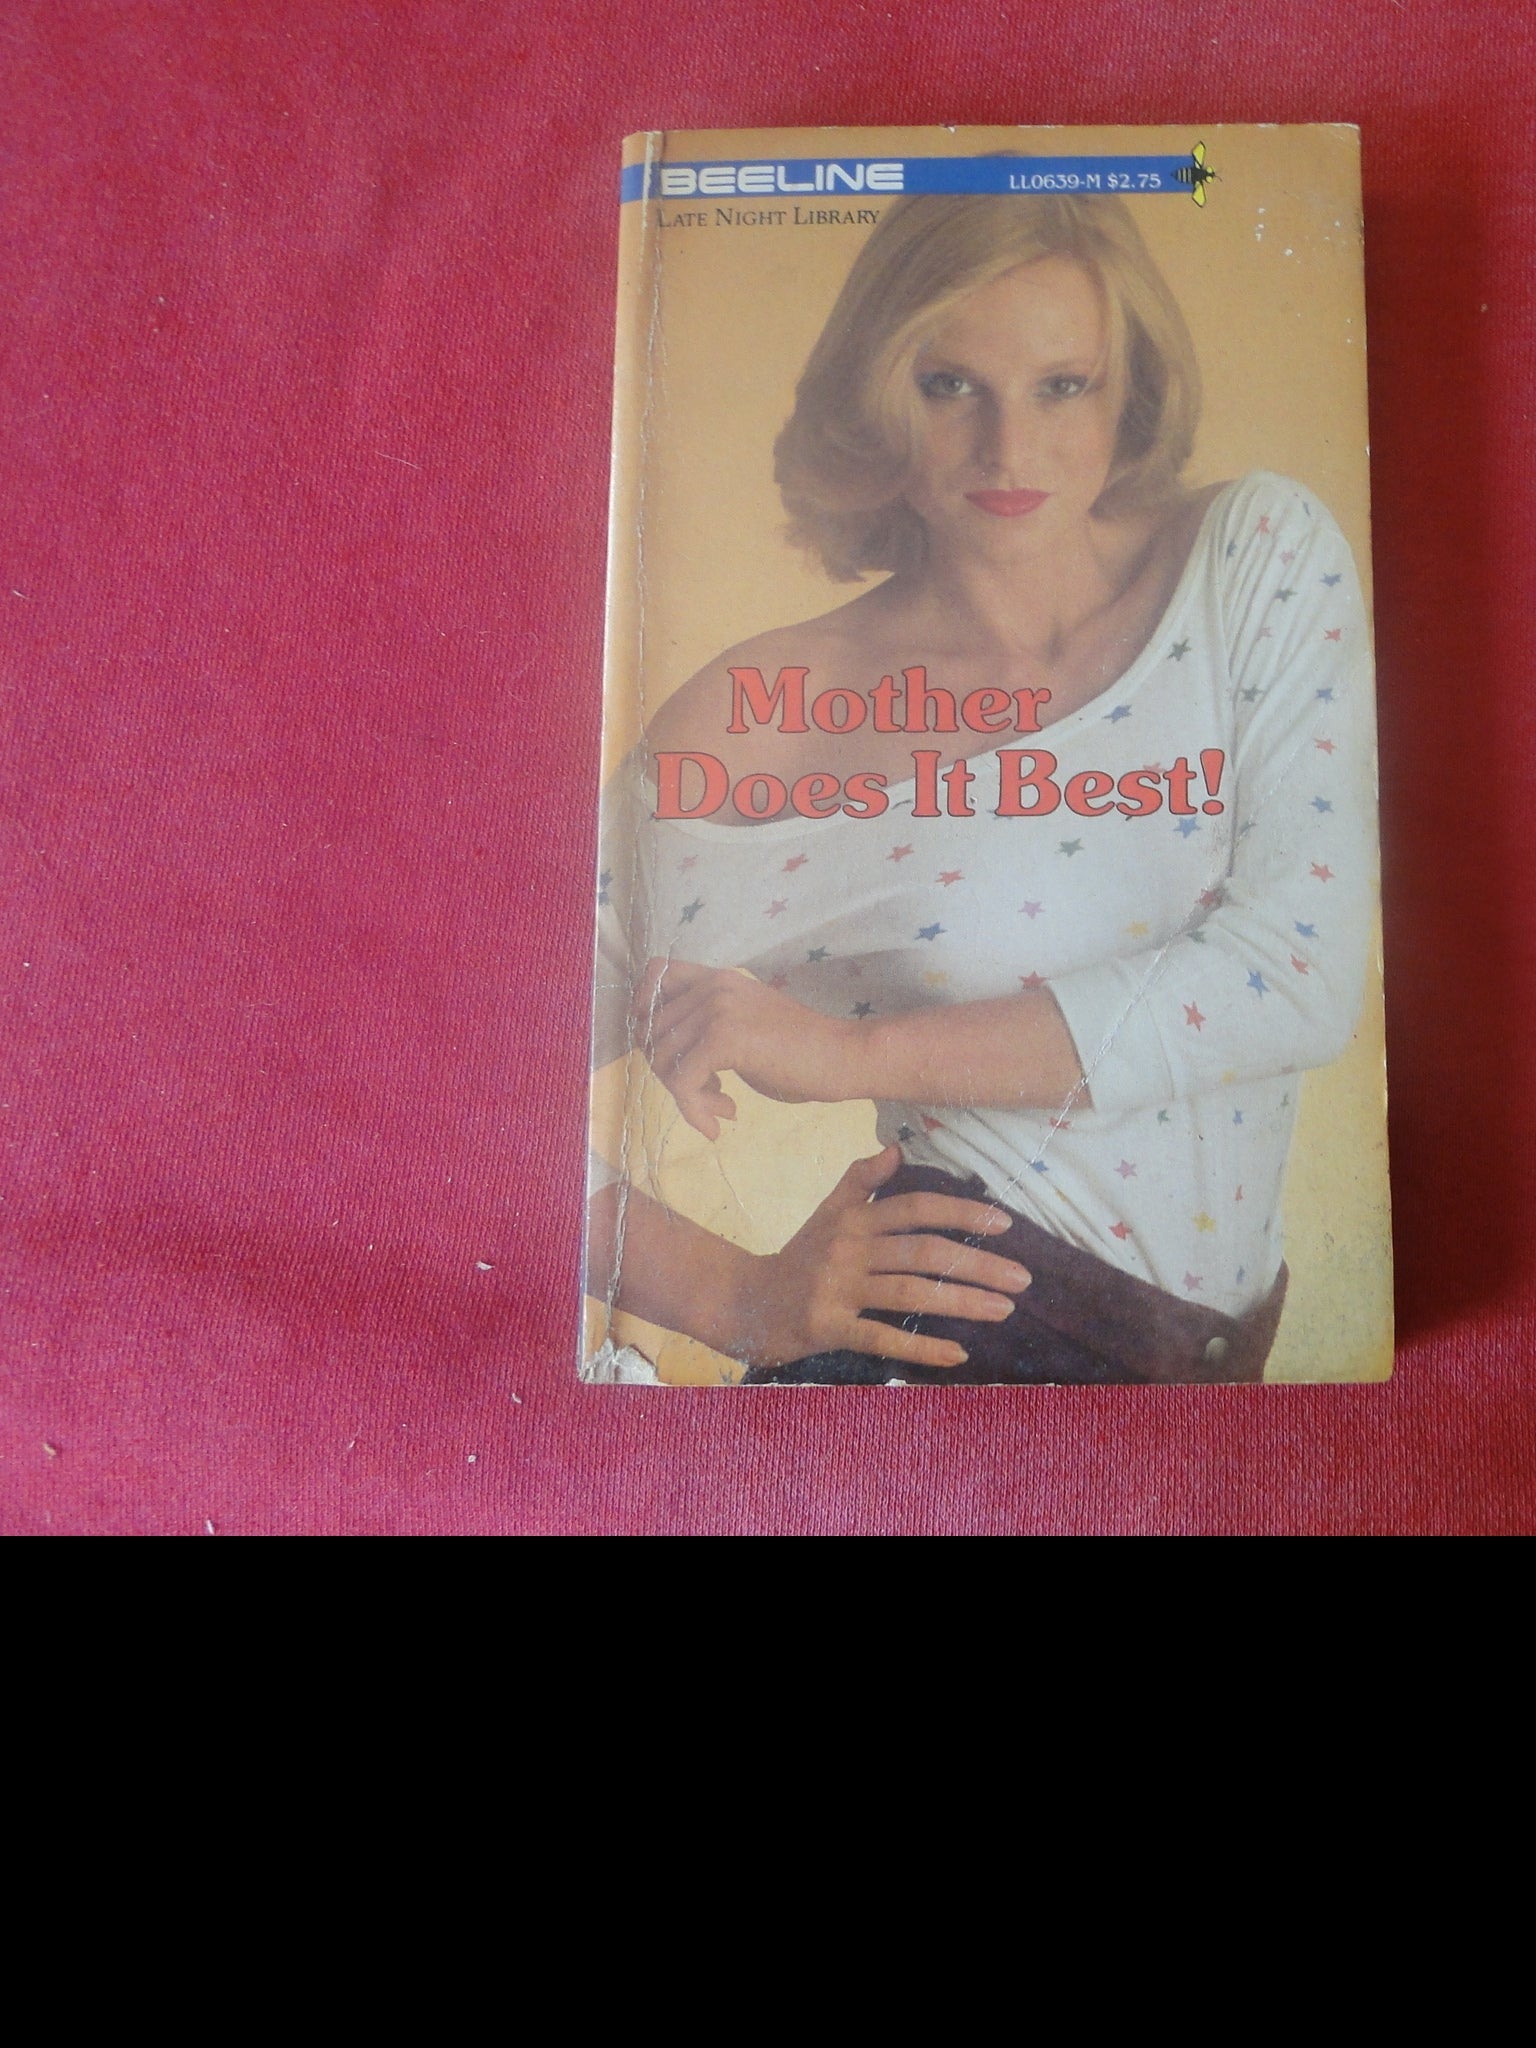 BEELINE LL0639-M $2.75
LATE NIGHT LIBRARY
Mother
Does It Best!